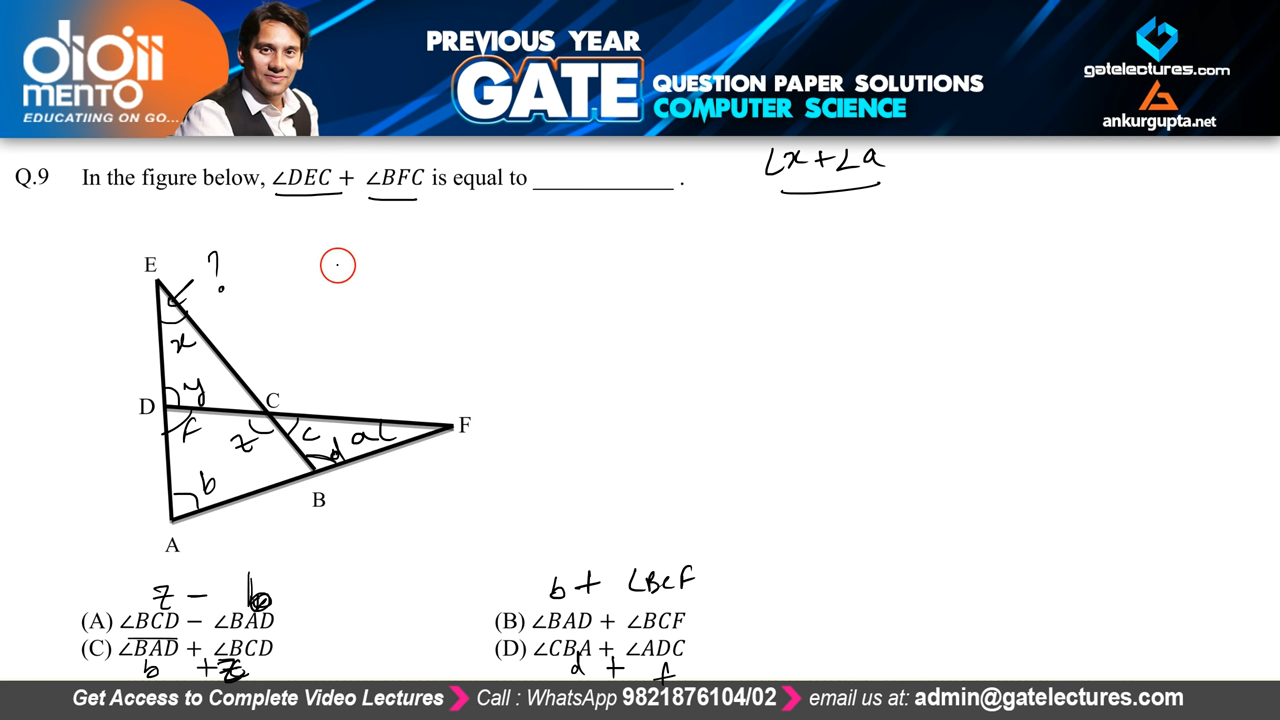 digii
MENTO
EDUCATIING ON GO...
PREVIOUS YEAR
GATE
QUESTION PAPER SOLUTIONS
COMPUTER SCIENCE
gatelectures.com
ankurgupta.net
∠x + ∠a
Q.9 In the figure below, ∠DEC + ∠BFC is equal to ____________ .
E
?
x
y
D
C
F
f
z
c
a
d
b
B
A
z - b
b + ∠BCF
(A) ∠BCD − ∠BAD
(B) ∠BAD + ∠BCF
(C) ∠BAD + ∠BCD
(D) ∠CBA + ∠ADC
b + z
d + f
Get Access to Complete Video Lectures
Call : WhatsApp 9821876104/02
email us at: admin@gatelectures.com